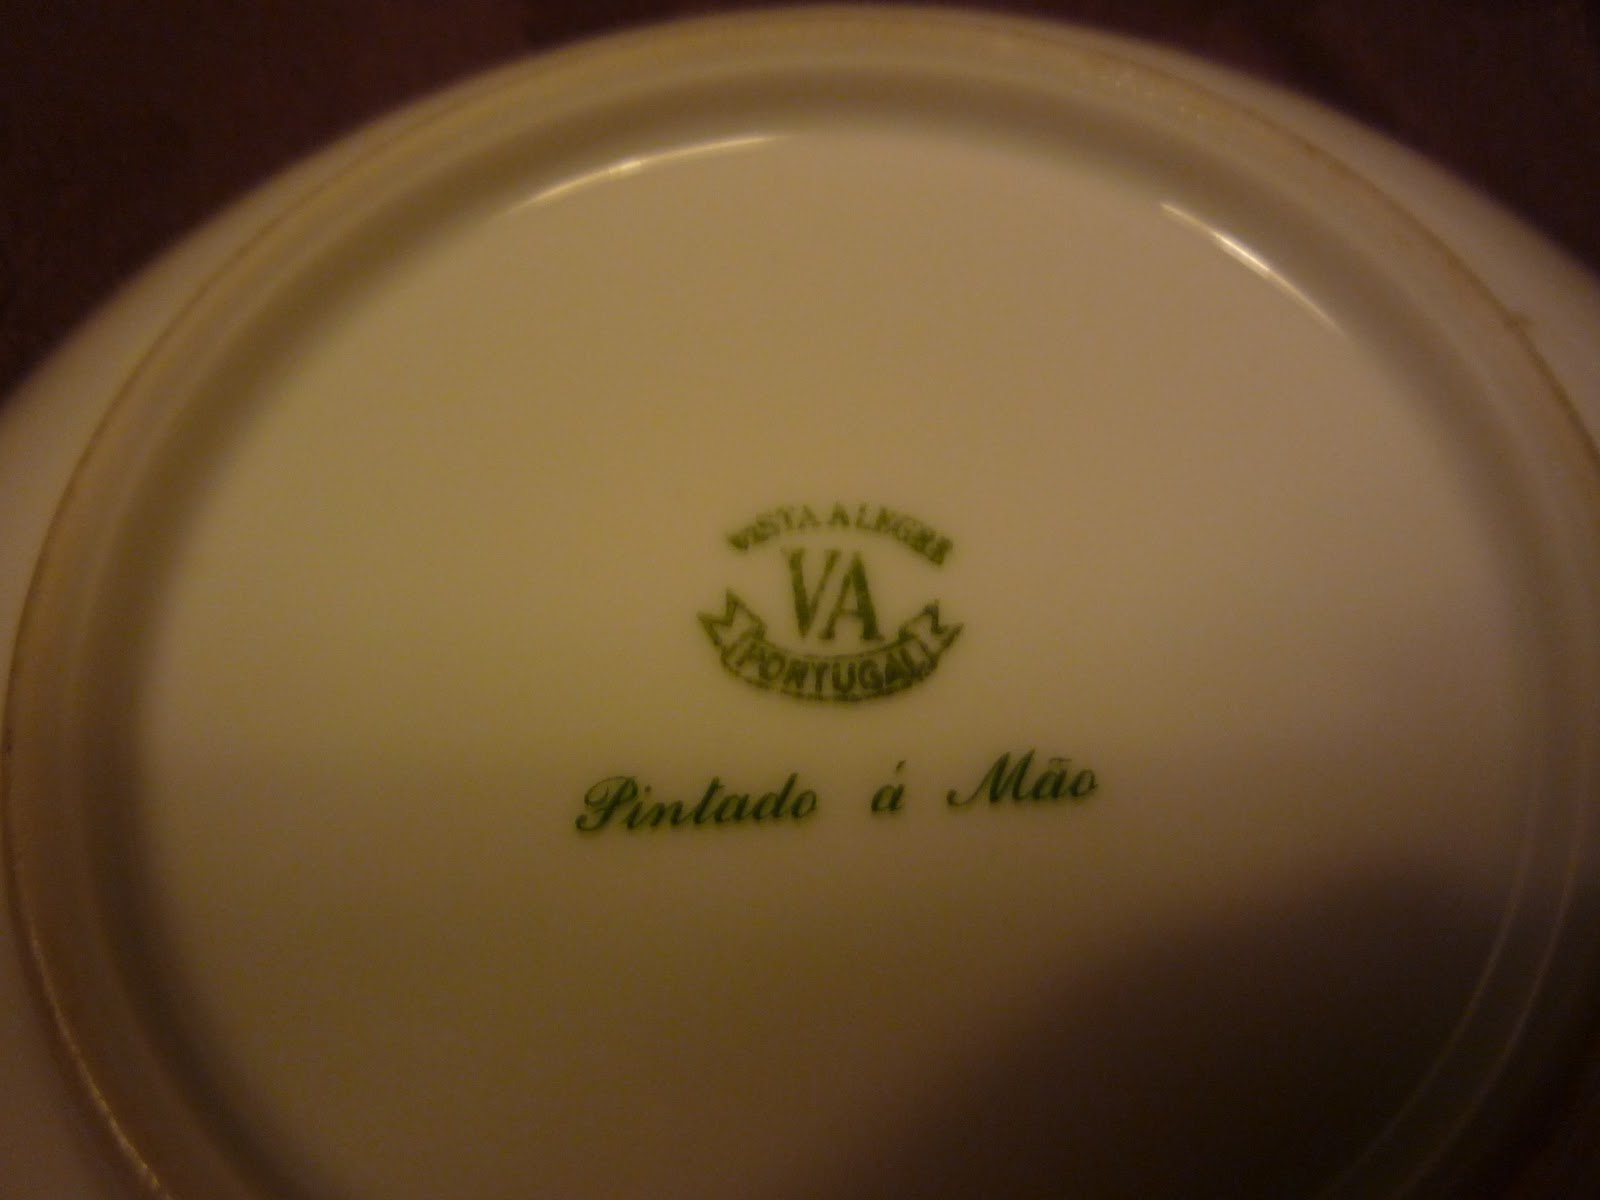 VISTA ALEGRE
VA
PORTUGAL
Pintado á Mão